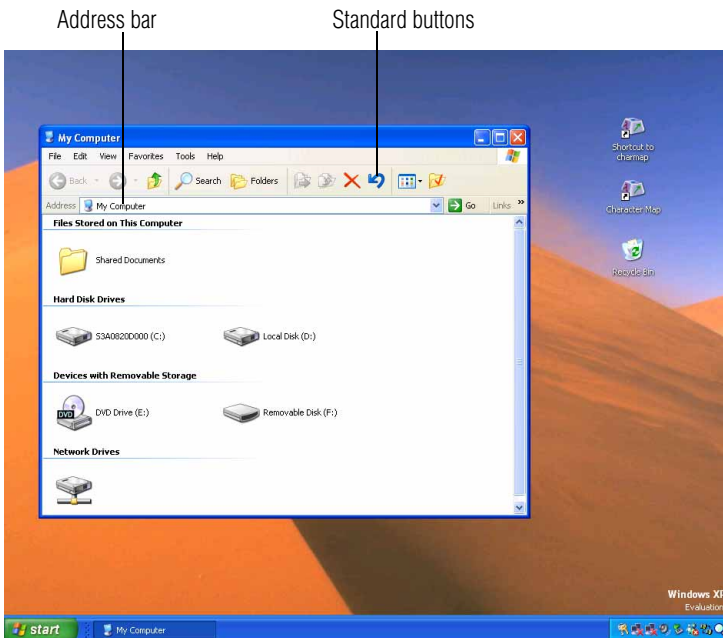 Address bar
Standard buttons
My Computer
File Edit View Favorites Tools Help
Back Search Folders
Address My Computer Go Links »
Files Stored on This Computer
Shared Documents
Hard Disk Drives
S3A0820D000 (C:) Local Disk (D:)
Devices with Removable Storage
DVD
DVD Drive (E:) Removable Disk (F:)
Network Drives
Shortcut to
charmap
Character Map
Recycle Bin
Windows XP
Evaluation
start My Computer